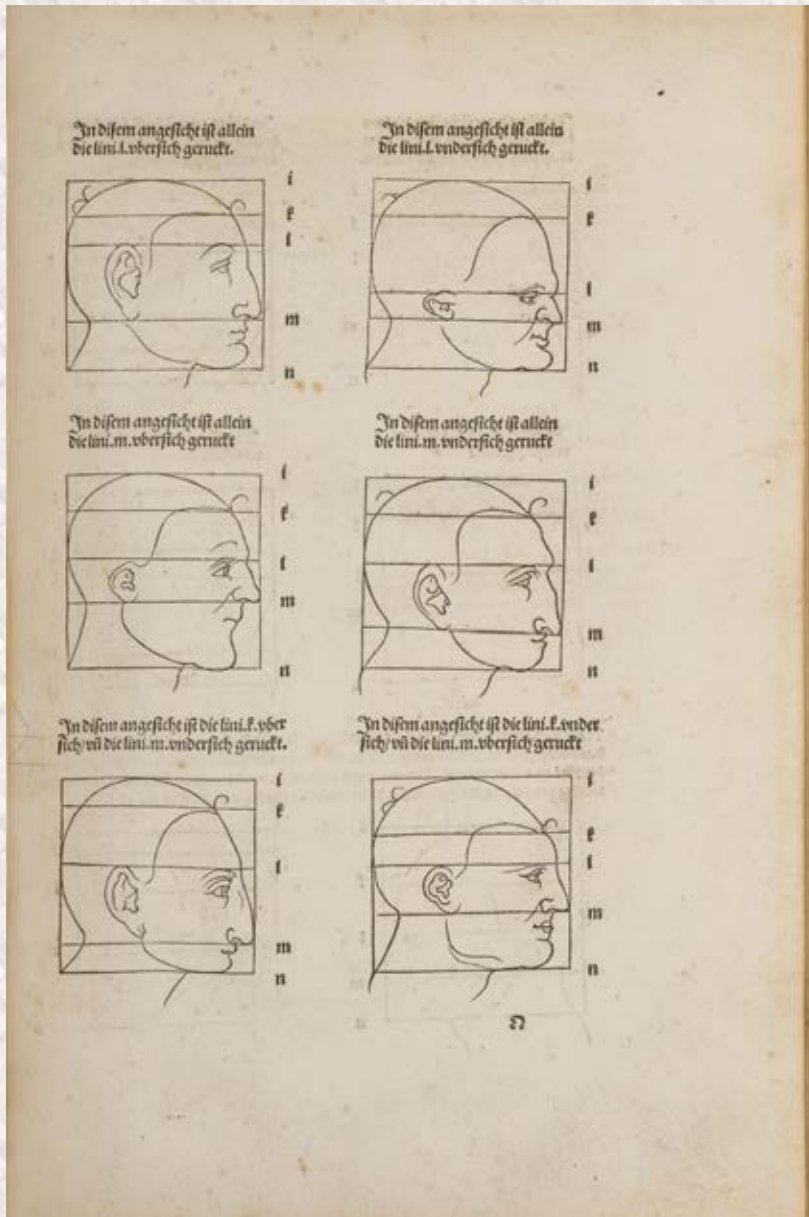 In disem angesicht ist allein
die lini.l.vbersich geruckt.
i
k
l
m
n
In disem angesicht ist allein
die lini.l.vndersich geruckt.
i
k
l
m
n
In disem angesicht ist allein
die lini.m.vbersich geruckt
i
k
l
m
n
In disem angesicht ist allein
die lini.m.vndersich geruckt
i
k
l
m
n
In disem angesicht ist die lini.k.vber
sich/vñ die lini.m.vndersich geruckt.
i
k
l
m
n
In disem angesicht ist die lini.k.vnder
sich/vñ die lini.m.vbersich geruckt
i
k
l
m
n